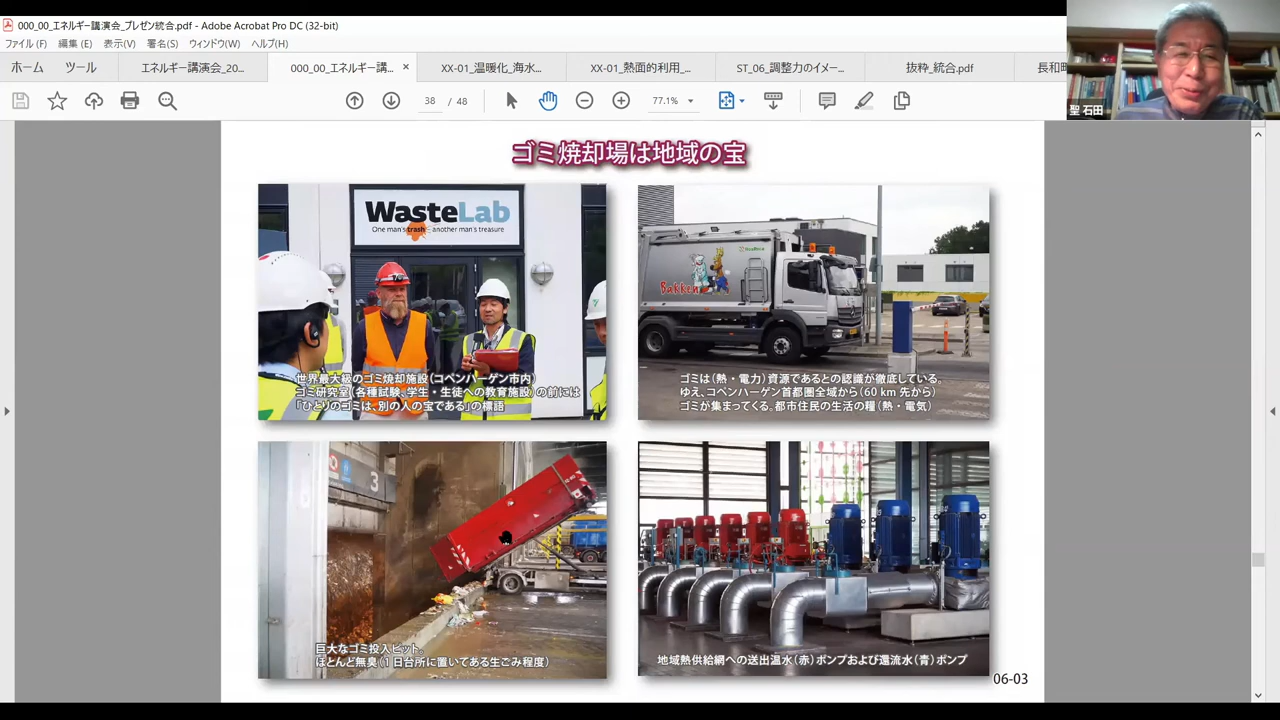 000_00_エネルギー講演会_プレゼン統合.pdf - Adobe Acrobat Pro DC (32-bit)
ファイル(F) 編集(E) 表示(V) 署名(S) ウィンドウ(W) ヘルプ(H)
ホーム ツール エネルギー講演会_20... 000_00_エネルギー講... × XX-01_温暖化_海水... XX-01_熱面的利用_... ST_06_調整力のイメー... 抜粋_統合.pdf 長和町
38 / 48 77.1%
聖 石田
ゴミ焼却場は地域の宝
WasteLab
One man's trash - another man's treasure
世界最大級のゴミ焼却施設(コペンハーゲン市内)
ゴミ研究室(各種試験、学生・生徒への教育施設)の前には
「ひとりのゴミは、別の人の宝である」の標語
Bakken
ゴミは(熱・電力)資源であるとの認識が徹底している。
ゆえ、コペンハーゲン首都圏全域から(60 km 先から)
ゴミが集まってくる。都市住民の生活の糧(熱・電気)
3
巨大なゴミ投入ピット。
ほとんど無臭(1日台所に置いてある生ごみ程度)
地域熱供給網への送出温水(赤)ポンプおよび還流水(青)ポンプ
06-03